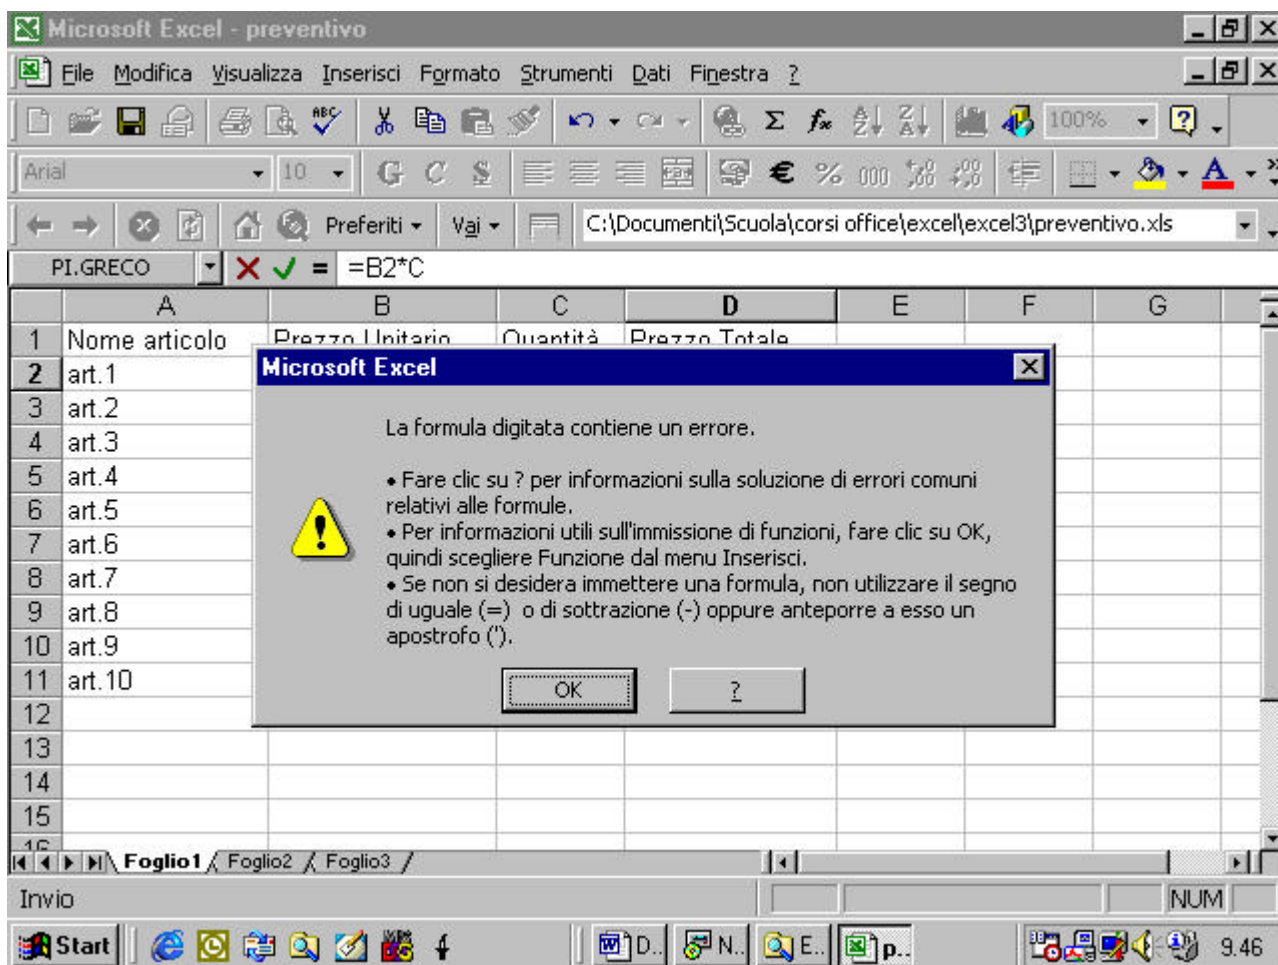 Microsoft Excel - preventivo
File Modifica Visualizza Inserisci Formato Strumenti Dati Finestra ?
ABC Σ fx A Z Z A 100% ?
Arial 10 G C S € % 000 ,00 A »
Preferiti Vai C:\Documenti\Scuola\corsi office\excel\excel3\preventivo.xls
PI.GRECO = =B2*C
A B C D E F G
1 Nome articolo Prezzo Unitario Quantità Prezzo Totale
Microsoft Excel
2 art.1
3 art.2
4 art.3
5 art.4
6 art.5
7 art.6
8 art.7
9 art.8
10 art.9
11 art.10
12
13
14
15
16
La formula digitata contiene un errore.
• Fare clic su ? per informazioni sulla soluzione di errori comuni
relativi alle formule.
• Per informazioni utili sull'immissione di funzioni, fare clic su OK,
quindi scegliere Funzione dal menu Inserisci.
• Se non si desidera immettere una formula, non utilizzare il segno
di uguale (=) o di sottrazione (-) oppure anteporre a esso un
apostrofo (').
OK ?
Foglio1 Foglio2 Foglio3
Invio NUM
Start D.. N.. E.. p.. 9.46